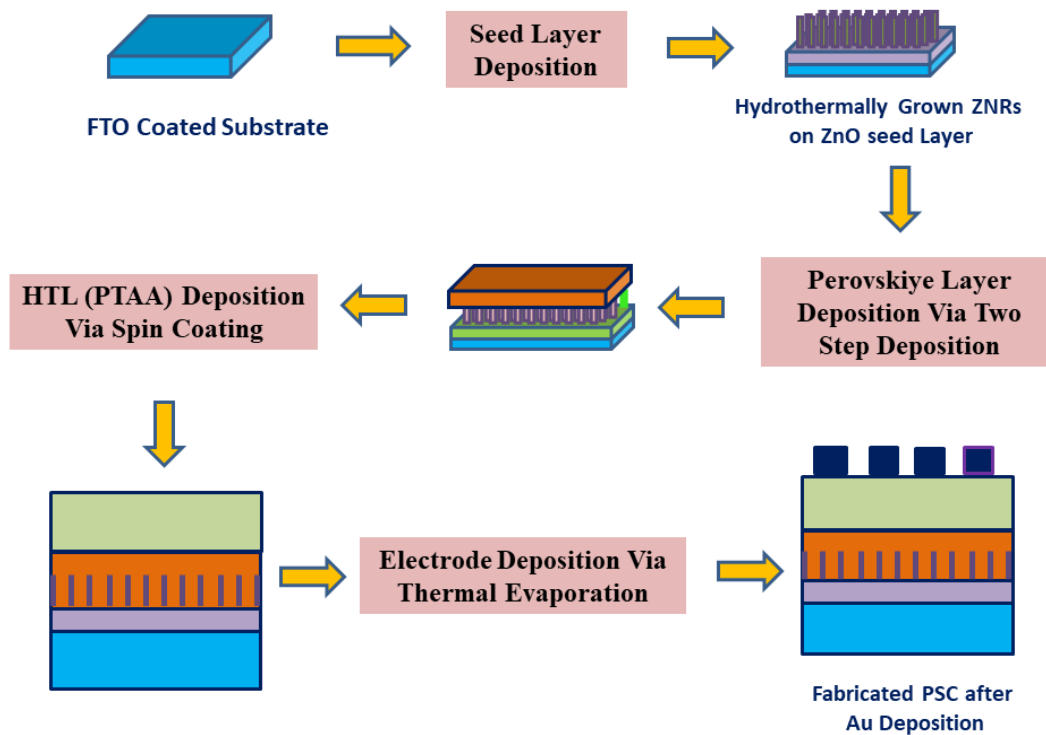 Seed Layer
Deposition
FTO Coated Substrate
Hydrothermally Grown ZNRs
on ZnO seed Layer
HTL (PTAA) Deposition
Via Spin Coating
Perovskiye Layer
Deposition Via Two
Step Deposition
Electrode Deposition Via
Thermal Evaporation
Fabricated PSC after
Au Deposition